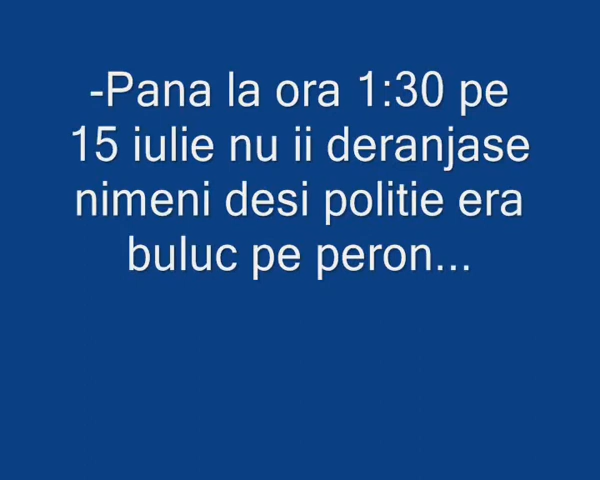 -Pana la ora 1:30 pe
15 iulie nu ii deranjase
nimeni desi politie era
buluc pe peron...